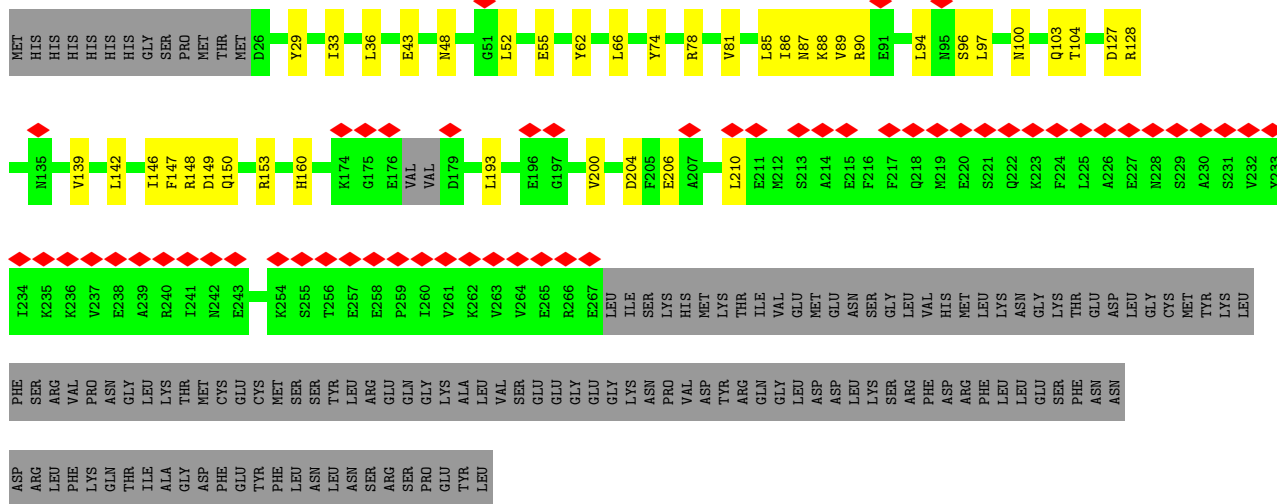 MET HIS HIS HIS HIS HIS HIS GLY SER PRO MET THR MET D26 Y29 I33 L36 E43 N48 G51 L52 E55 Y62 L66 Y74 R78 V81 L85 I86 N87 K88 V89 R90 E91 L94 N95 S96 L97 N100 Q103 T104 D127 R128
N135 V139 L142 I146 F147 R148 D149 Q150 R153 H160 K174 G175 E176 VAL VAL D179 L193 E196 G197 V200 D204 F205 E206 A207 L210 E211 M212 S213 A214 E215 F216 F217 Q218 M219 E220 S221 Q222 K223 F224 L225 A226 E227 N228 S229 A230 S231 V232 Y233
I234 K235 K236 V237 E238 A239 R240 I241 N242 E243 K254 S255 T256 E257 E258 P259 I260 V261 K262 V263 V264 E265 R266 E267 LEU ILE SER LYS HIS MET LYS THR ILE VAL GLU MET GLU ASN SER GLY LEU VAL HIS MET LEU LYS ASN GLY LYS THR GLU ASP LEU GLY CYS MET TYR LYS LEU
PHE SER ARG VAL PRO ASN GLY LEU LYS THR MET CYS GLU CYS MET SER SER TYR LEU ARG GLU GLN GLY LYS ALA LEU VAL SER GLU GLU GLY GLU GLY LYS ASN PRO VAL ASP TYR ARG GLN GLY LEU ASP ASP LEU LYS SER ARG PHE ASP ARG PHE LEU LEU GLU SER PHE ASN ASN
ASP ARG LEU PHE LYS GLN THR ILE ALA GLY ASP PHE GLU TYR PHE LEU ASN LEU ASN SER ARG SER PRO GLU TYR LEU